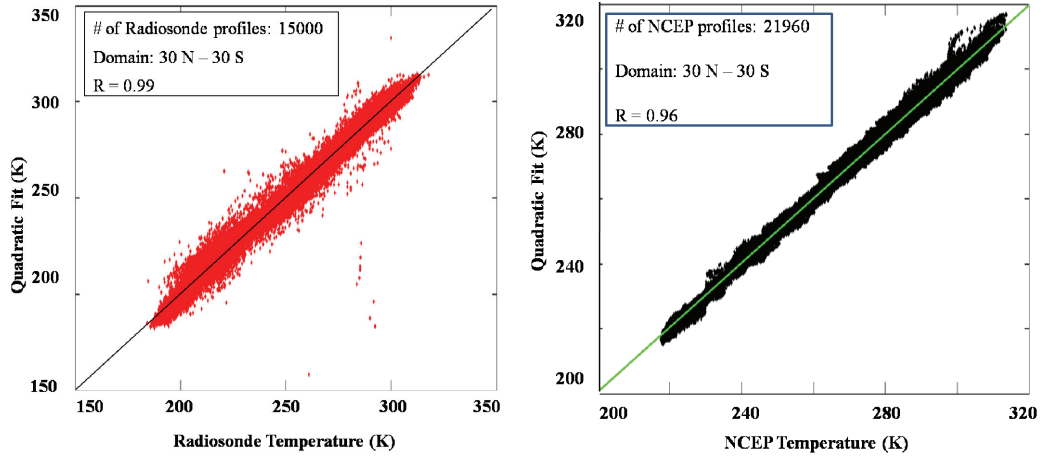 # of Radiosonde profiles: 15000
Domain: 30 N – 30 S
R = 0.99
350
300
250
200
150
Quadratic Fit (K)
150 200 250 300 350
Radiosonde Temperature (K)
# of NCEP profiles: 21960
Domain: 30 N – 30 S
R = 0.96
320
280
240
200
Quadratic Fit (K)
200 240 280 320
NCEP Temperature (K)